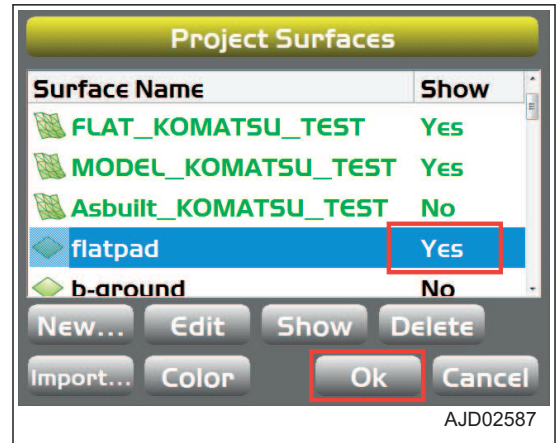 Project Surfaces
Surface Name Show
FLAT_KOMATSU_TEST Yes
MODEL_KOMATSU_TEST Yes
Asbuilt_KOMATSU_TEST No
flatpad Yes
b-ground No
New... Edit Show Delete
Import... Color Ok Cancel
AJD02587